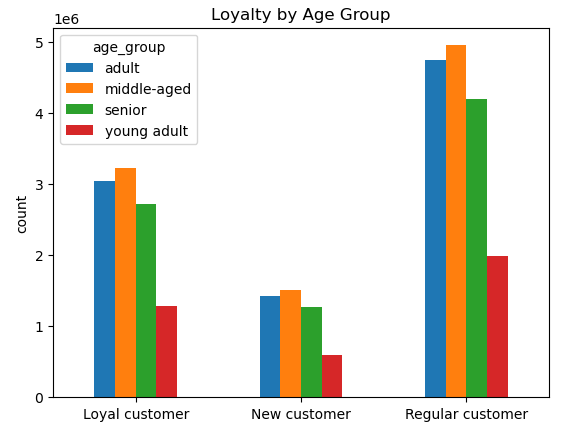 Loyalty by Age Group
1e6
age_group
adult
middle-aged
senior
young adult
5
4
3
2
1
0
count
Loyal customer
New customer
Regular customer